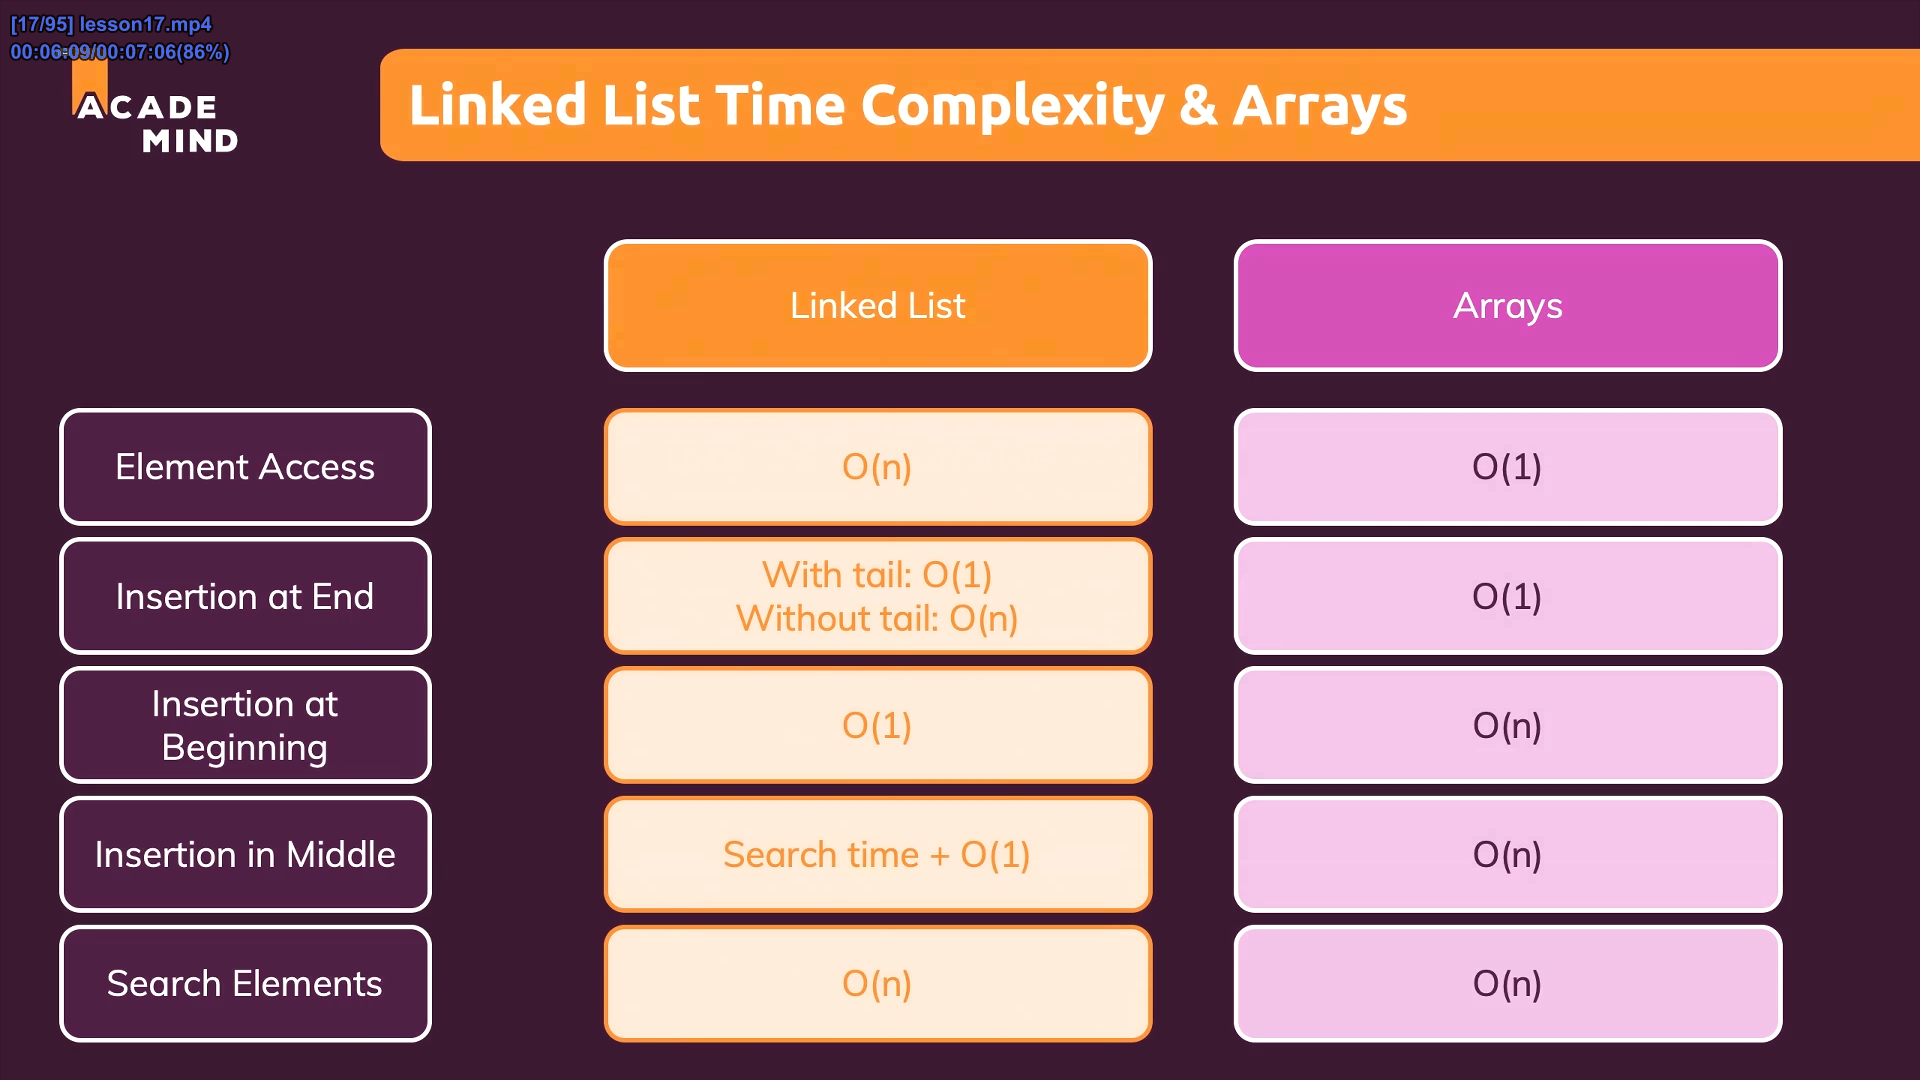 [17/95] lesson17.mp4
00:06:09/00:07:06(86%)
ACADE
MIND
Linked List Time Complexity & Arrays
Linked List
Arrays
Element Access
O(n)
O(1)
Insertion at End
With tail: O(1)
Without tail: O(n)
O(1)
Insertion at
Beginning
O(1)
O(n)
Insertion in Middle
Search time + O(1)
O(n)
Search Elements
O(n)
O(n)